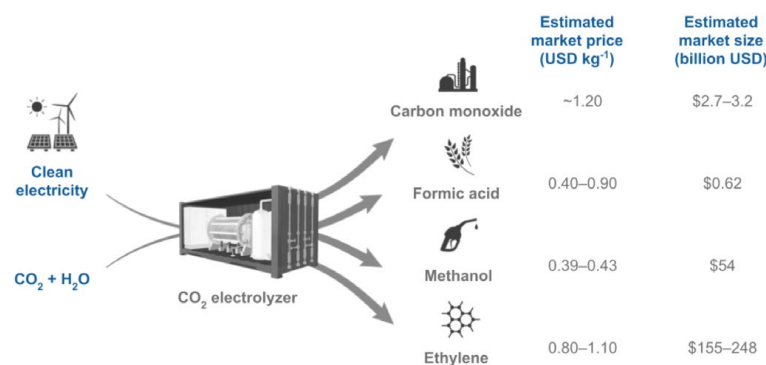 Estimated
market price
(USD kg⁻¹)
Estimated
market size
(billion USD)
Carbon monoxide
~1.20
$2.7–3.2
Clean
electricity
Formic acid
0.40–0.90
$0.62
CO₂ + H₂O
CO₂ electrolyzer
Methanol
0.39–0.43
$54
Ethylene
0.80–1.10
$155–248